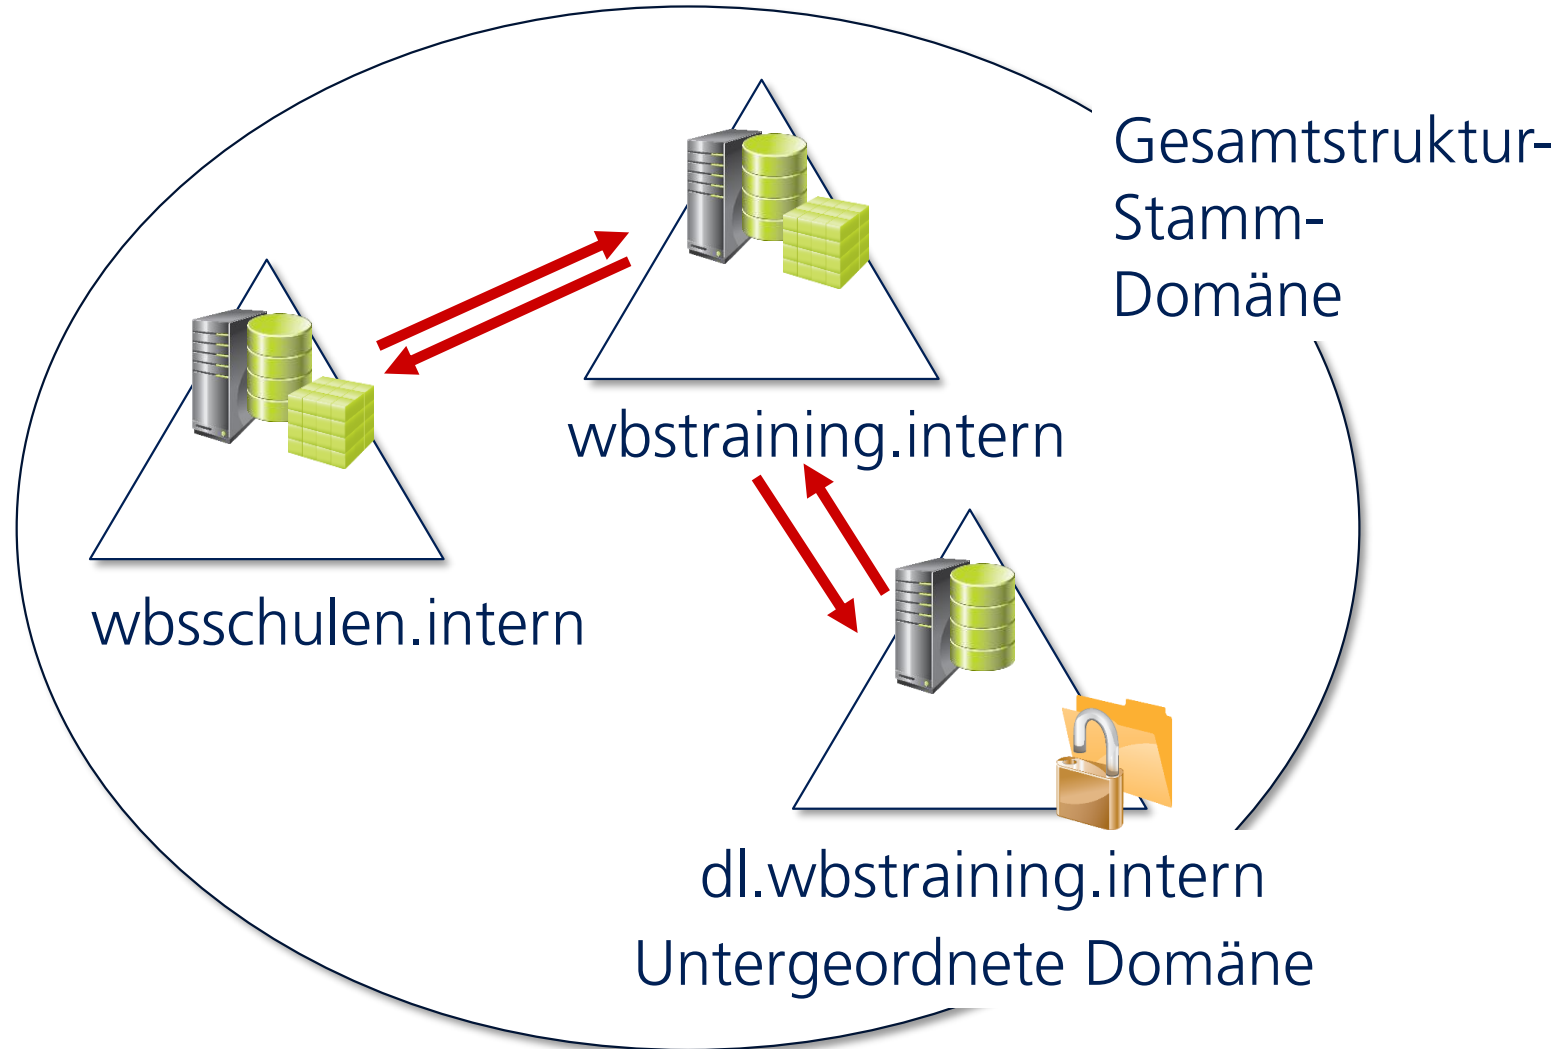 Gesamtstruktur-
Stamm-
Domäne
wbstraining.intern
wbsschulen.intern
dl.wbstraining.intern
Untergeordnete Domäne